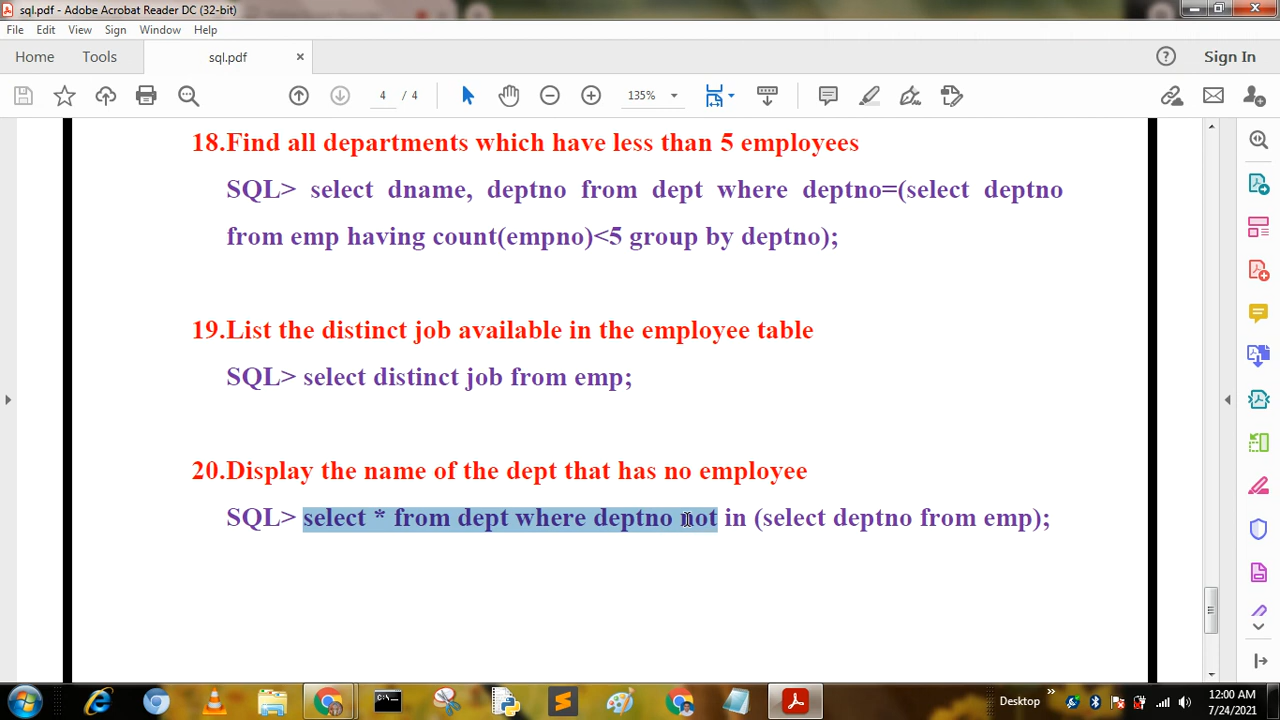 sql.pdf - Adobe Acrobat Reader DC (32-bit)
File Edit View Sign Window Help
Home Tools sql.pdf × Sign In
4 / 4 135%
18.Find all departments which have less than 5 employees
SQL> select dname, deptno from dept where deptno=(select deptno
from emp having count(empno)<5 group by deptno);
19.List the distinct job available in the employee table
SQL> select distinct job from emp;
20.Display the name of the dept that has no employee
SQL> select * from dept where deptno not in (select deptno from emp);
Desktop » 12:00 AM
7/24/2021